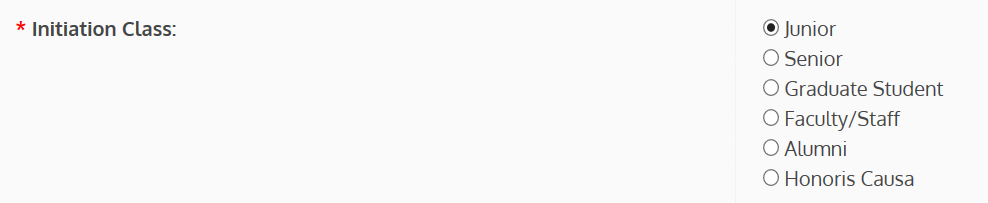 * Initiation Class:
Junior
Senior
Graduate Student
Faculty/Staff
Alumni
Honoris Causa